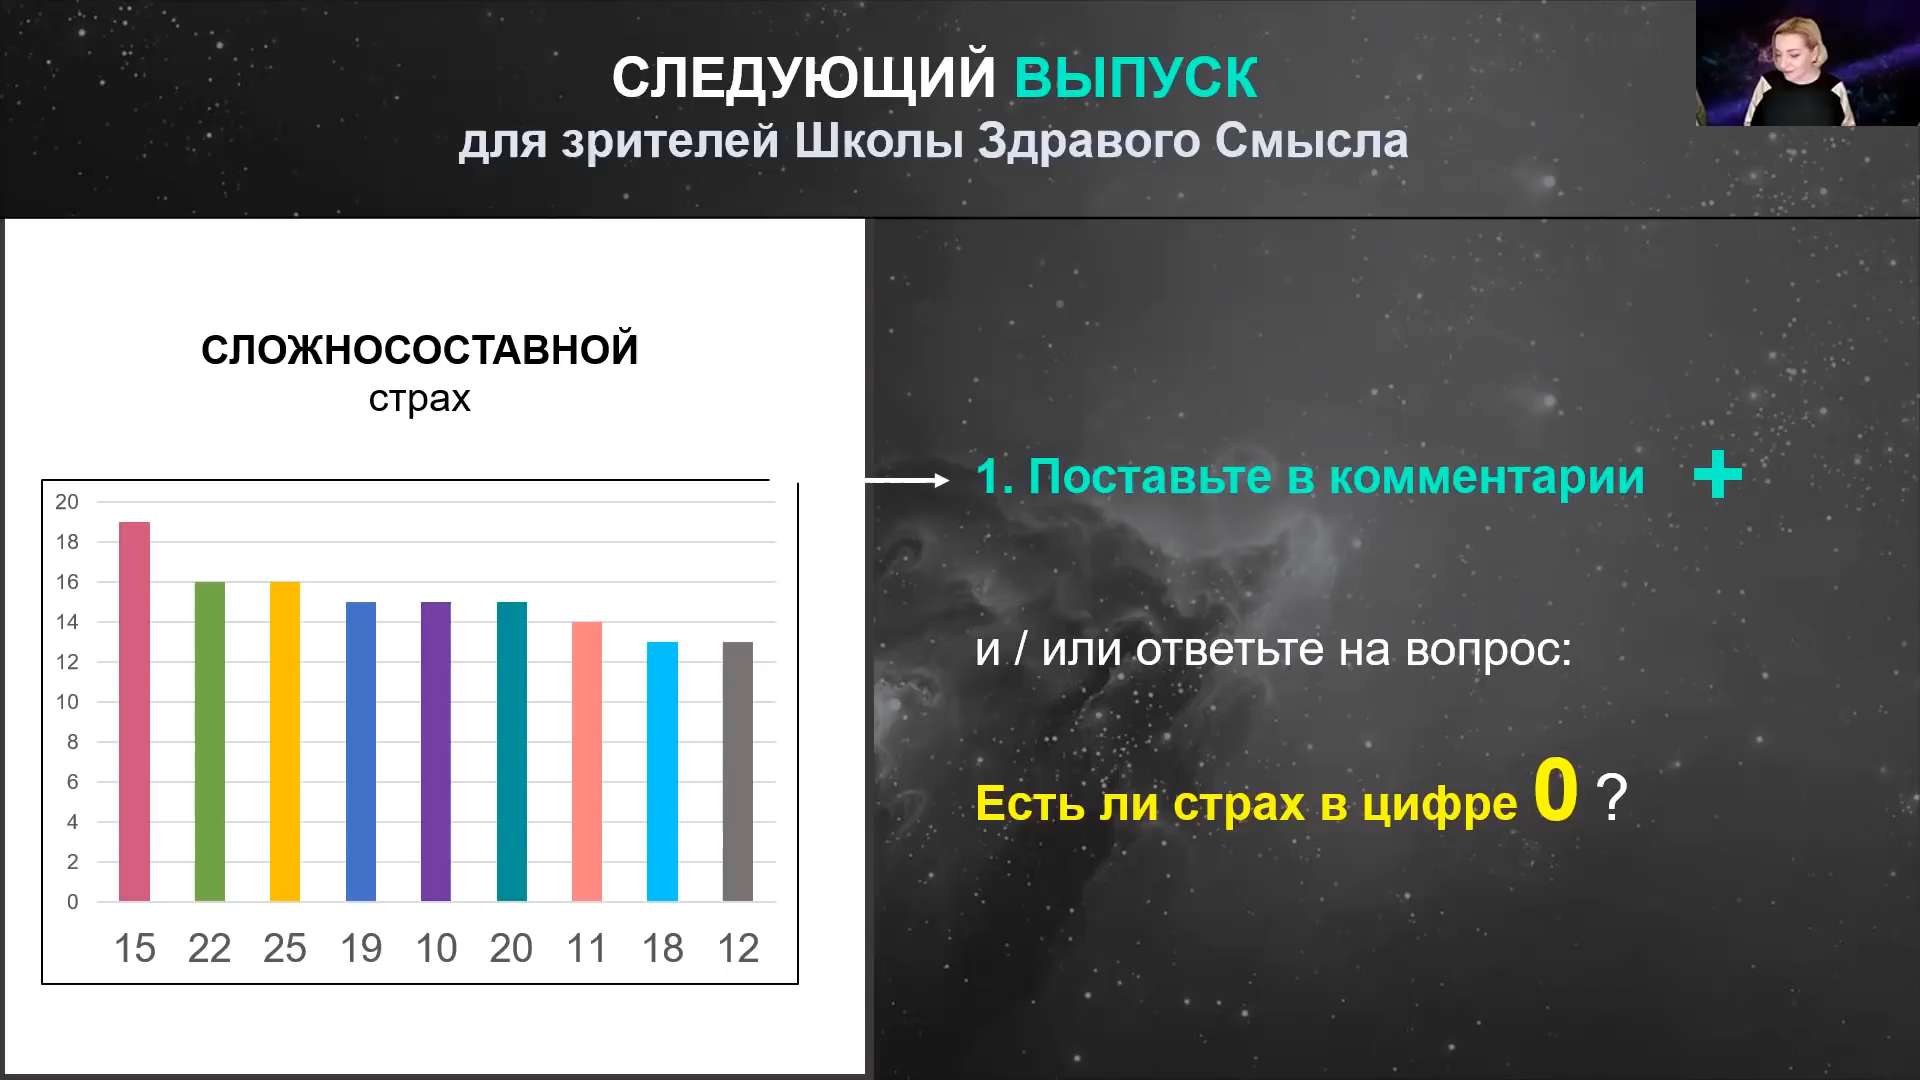 СЛЕДУЮЩИЙ ВЫПУСК
для зрителей Школы Здравого Смысла
СЛОЖНОСОСТАВНОЙ
страх
20
18
16
14
12
10
8
6
4
2
0
15 22 25 19 10 20 11 18 12
1. Поставьте в комментарии +
и / или ответьте на вопрос:
Есть ли страх в цифре 0 ?